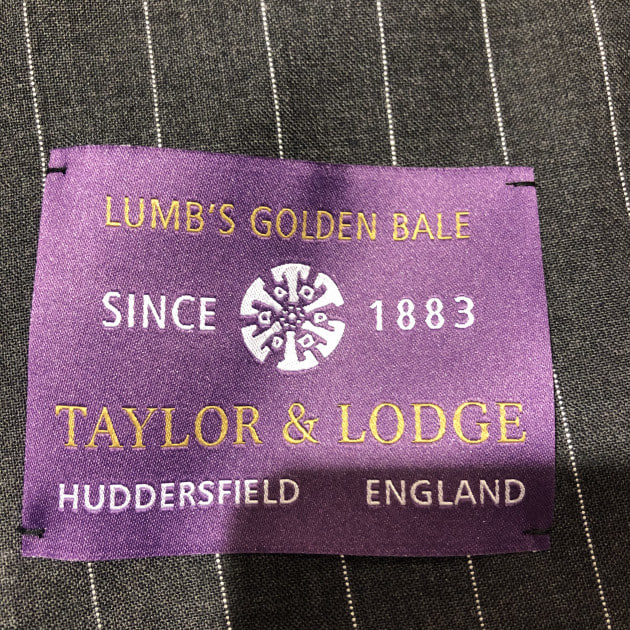 LUMB'S GOLDEN BALE
SINCE 1883
TAYLOR & LODGE
HUDDERSFIELD ENGLAND